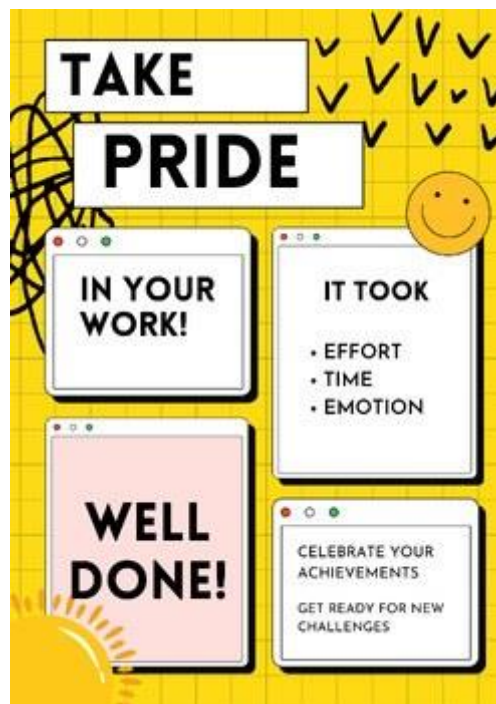 TAKE
PRIDE
IN YOUR
WORK!
IT TOOK
• EFFORT
• TIME
• EMOTION
WELL
DONE!
CELEBRATE YOUR
ACHIEVEMENTS
GET READY FOR NEW
CHALLENGES